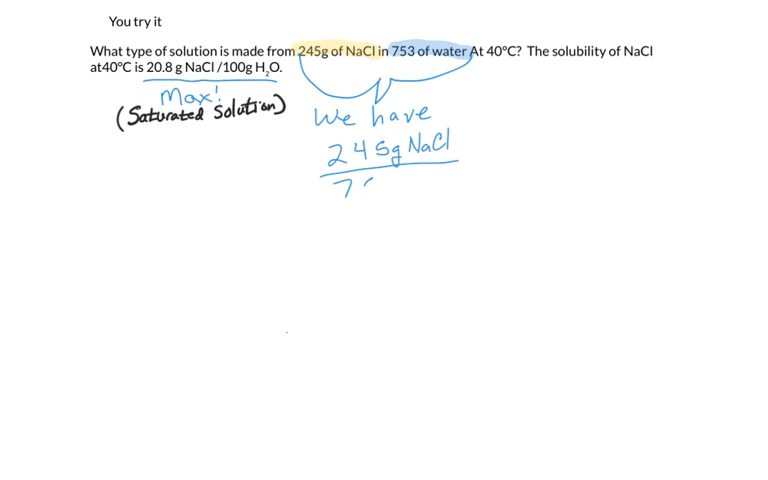 You try it
What type of solution is made from 245g of NaCl in 753 of water At 40°C? The solubility of NaCl
at40°C is 20.8 g NaCl /100g H₂O.
Max!
(Saturated Solution)
We have
245g NaCl
7